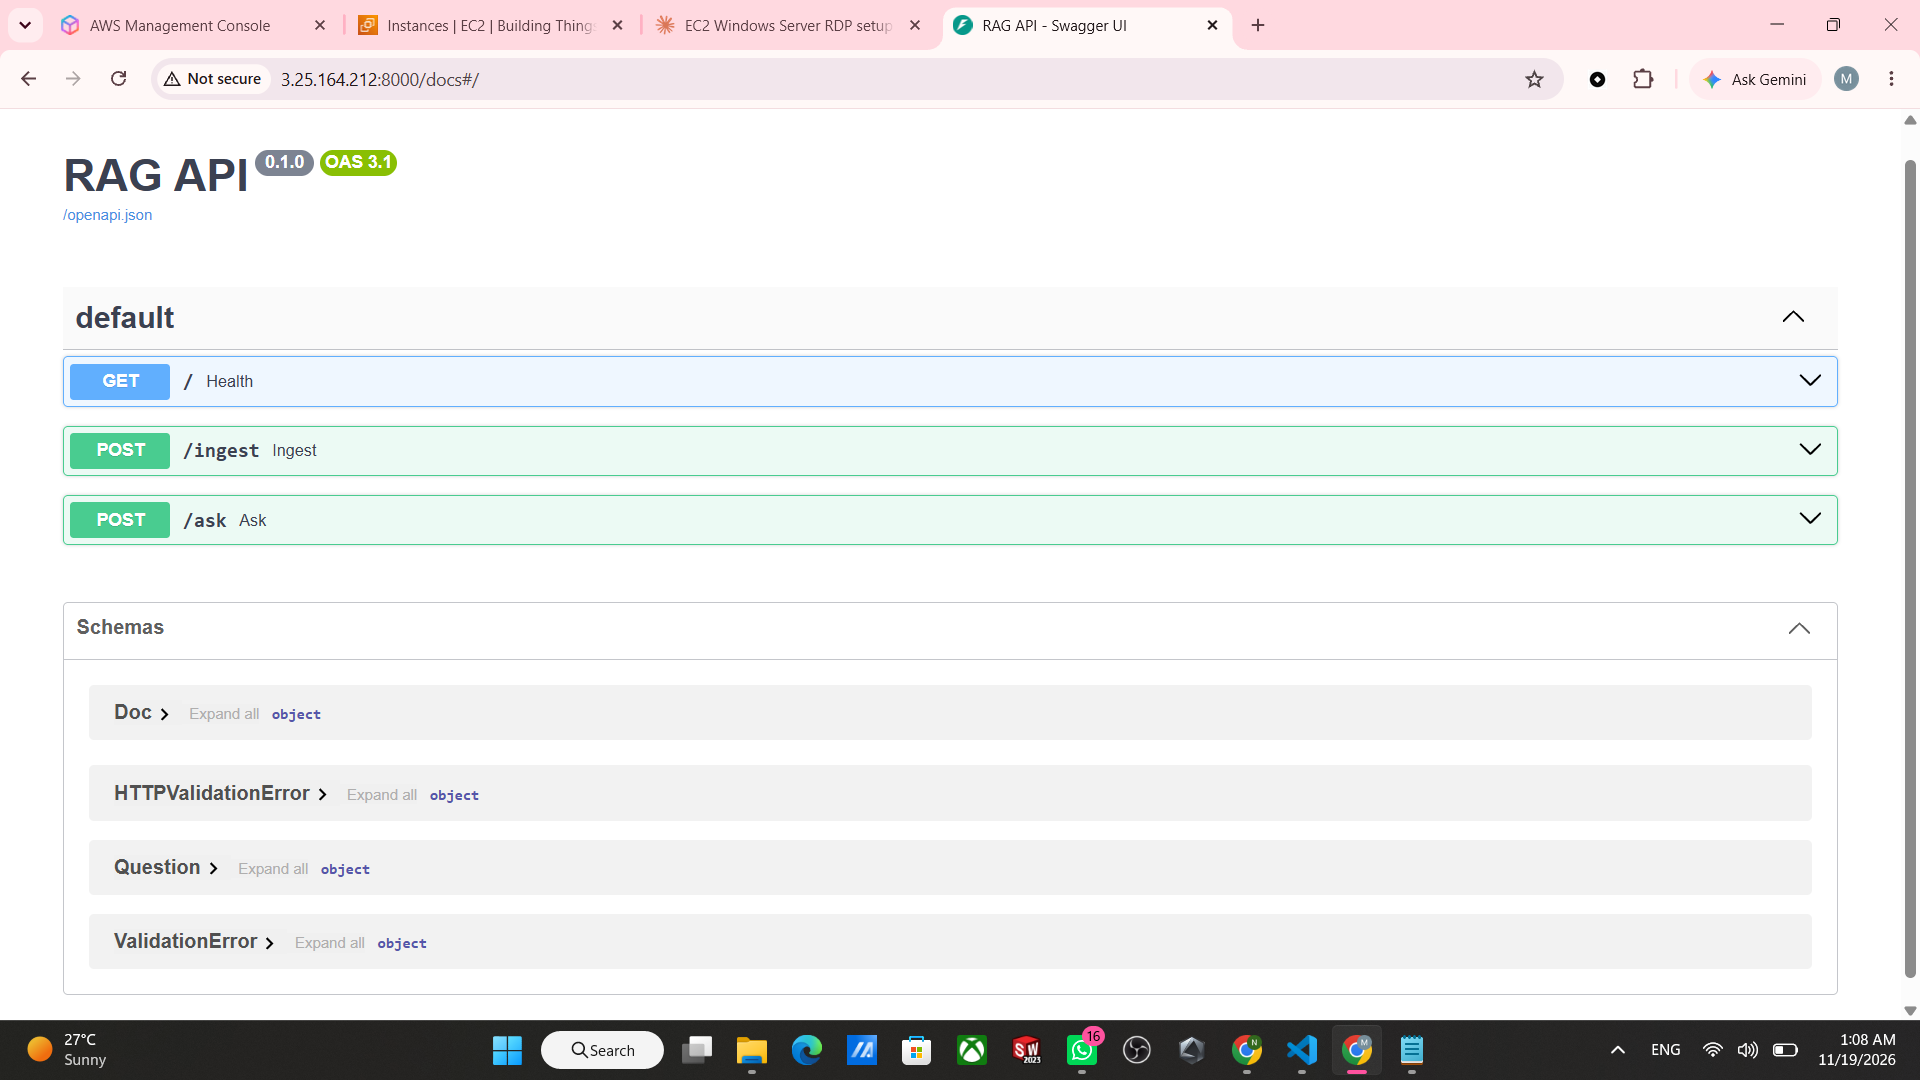 AWS Management Console
Instances | EC2 | Building Things
EC2 Windows Server RDP setup
RAG API - Swagger UI
Not secure
3.25.164.212:8000/docs#/
Ask Gemini
M
RAG API 0.1.0 OAS 3.1
/openapi.json
default
GET / Health
POST /ingest Ingest
POST /ask Ask
Schemas
Doc Expand all object
HTTPValidationError Expand all object
Question Expand all object
ValidationError Expand all object
27°C
Sunny
Search
SW
2023
16
N
M
ENG
1:08 AM
11/19/2026